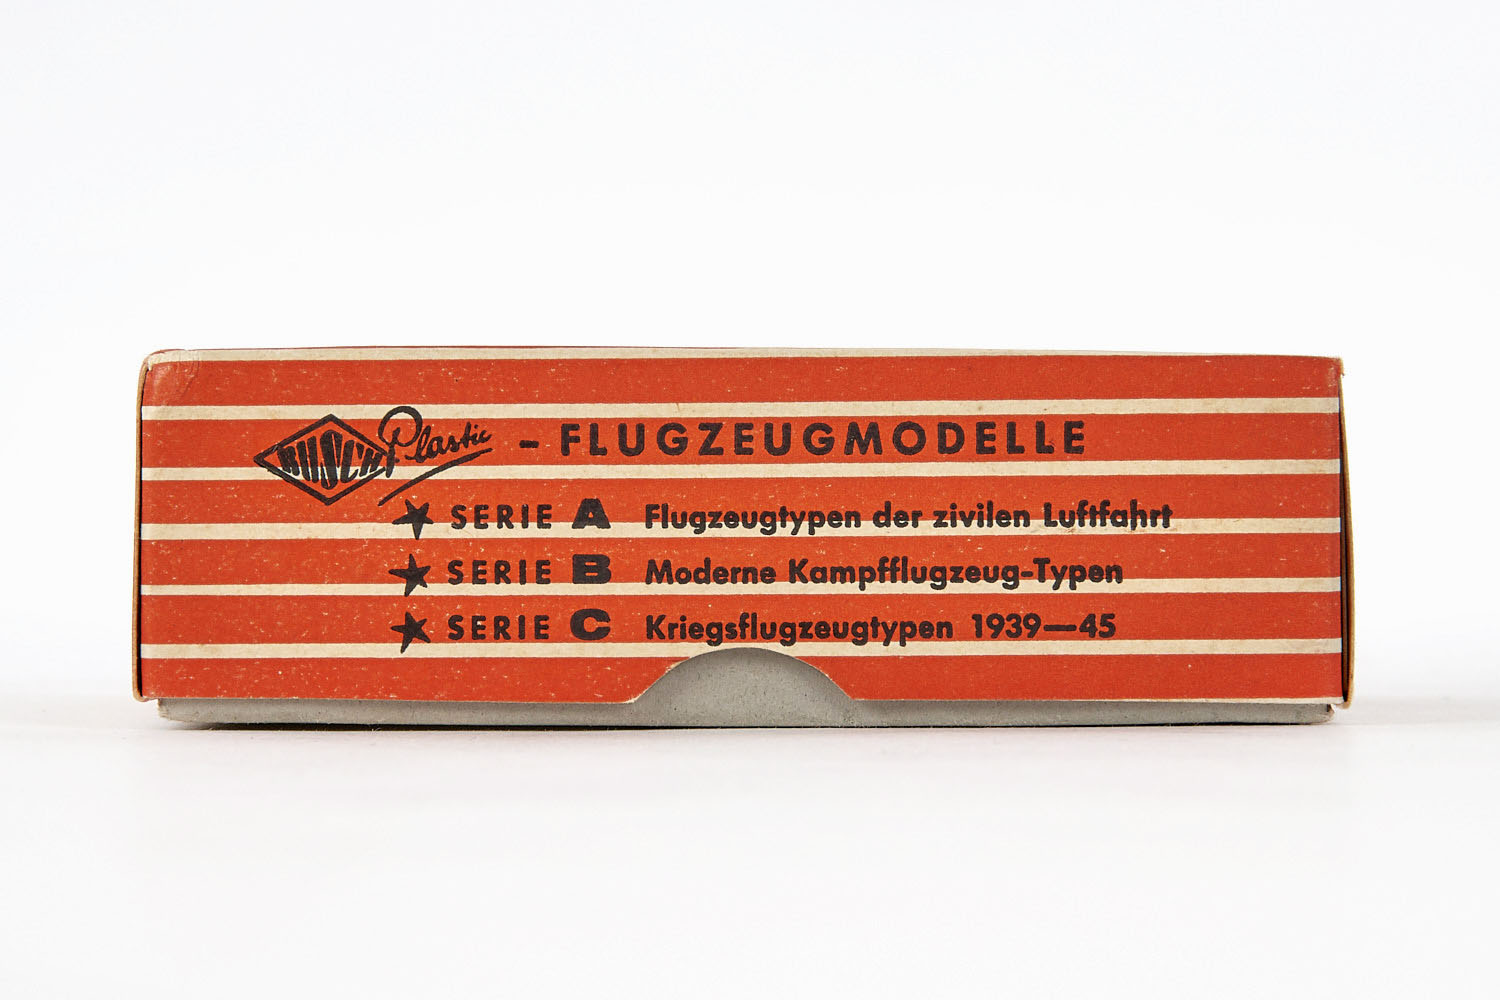 BUSCH Plastic - FLUGZEUGMODELLE
★ SERIE A Flugzeugtypen der zivilen Luftfahrt
★ SERIE B Moderne Kampfflugzeug-Typen
★ SERIE C Kriegsflugzeugtypen 1939—45